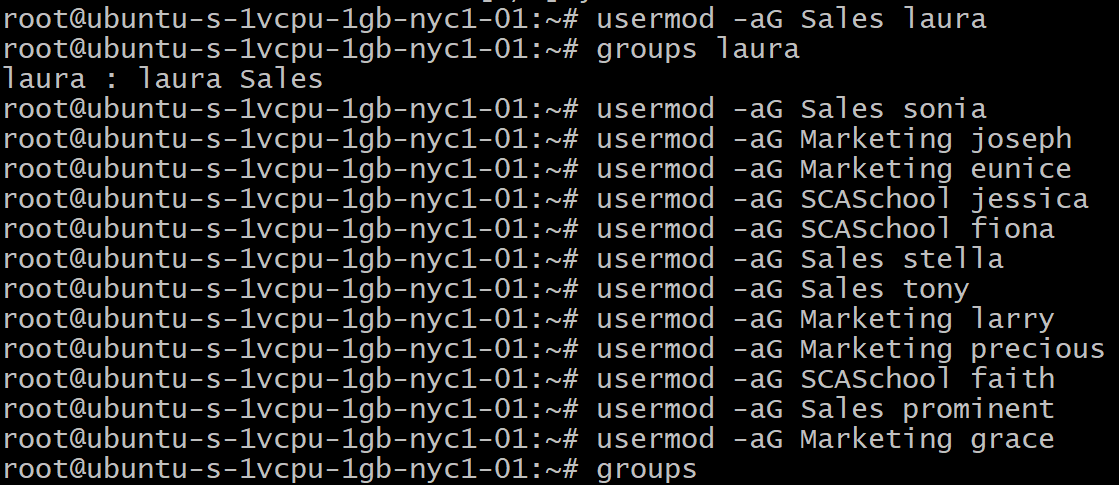 root@ubuntu-s-1vcpu-1gb-nyc1-01:~# usermod -aG Sales laura
root@ubuntu-s-1vcpu-1gb-nyc1-01:~# groups laura
laura : laura Sales
root@ubuntu-s-1vcpu-1gb-nyc1-01:~# usermod -aG Sales sonia
root@ubuntu-s-1vcpu-1gb-nyc1-01:~# usermod -aG Marketing joseph
root@ubuntu-s-1vcpu-1gb-nyc1-01:~# usermod -aG Marketing eunice
root@ubuntu-s-1vcpu-1gb-nyc1-01:~# usermod -aG SCASchool jessica
root@ubuntu-s-1vcpu-1gb-nyc1-01:~# usermod -aG SCASchool fiona
root@ubuntu-s-1vcpu-1gb-nyc1-01:~# usermod -aG Sales stella
root@ubuntu-s-1vcpu-1gb-nyc1-01:~# usermod -aG Sales tony
root@ubuntu-s-1vcpu-1gb-nyc1-01:~# usermod -aG Marketing larry
root@ubuntu-s-1vcpu-1gb-nyc1-01:~# usermod -aG Marketing precious
root@ubuntu-s-1vcpu-1gb-nyc1-01:~# usermod -aG SCASchool faith
root@ubuntu-s-1vcpu-1gb-nyc1-01:~# usermod -aG Sales prominent
root@ubuntu-s-1vcpu-1gb-nyc1-01:~# usermod -aG Marketing grace
root@ubuntu-s-1vcpu-1gb-nyc1-01:~# groups